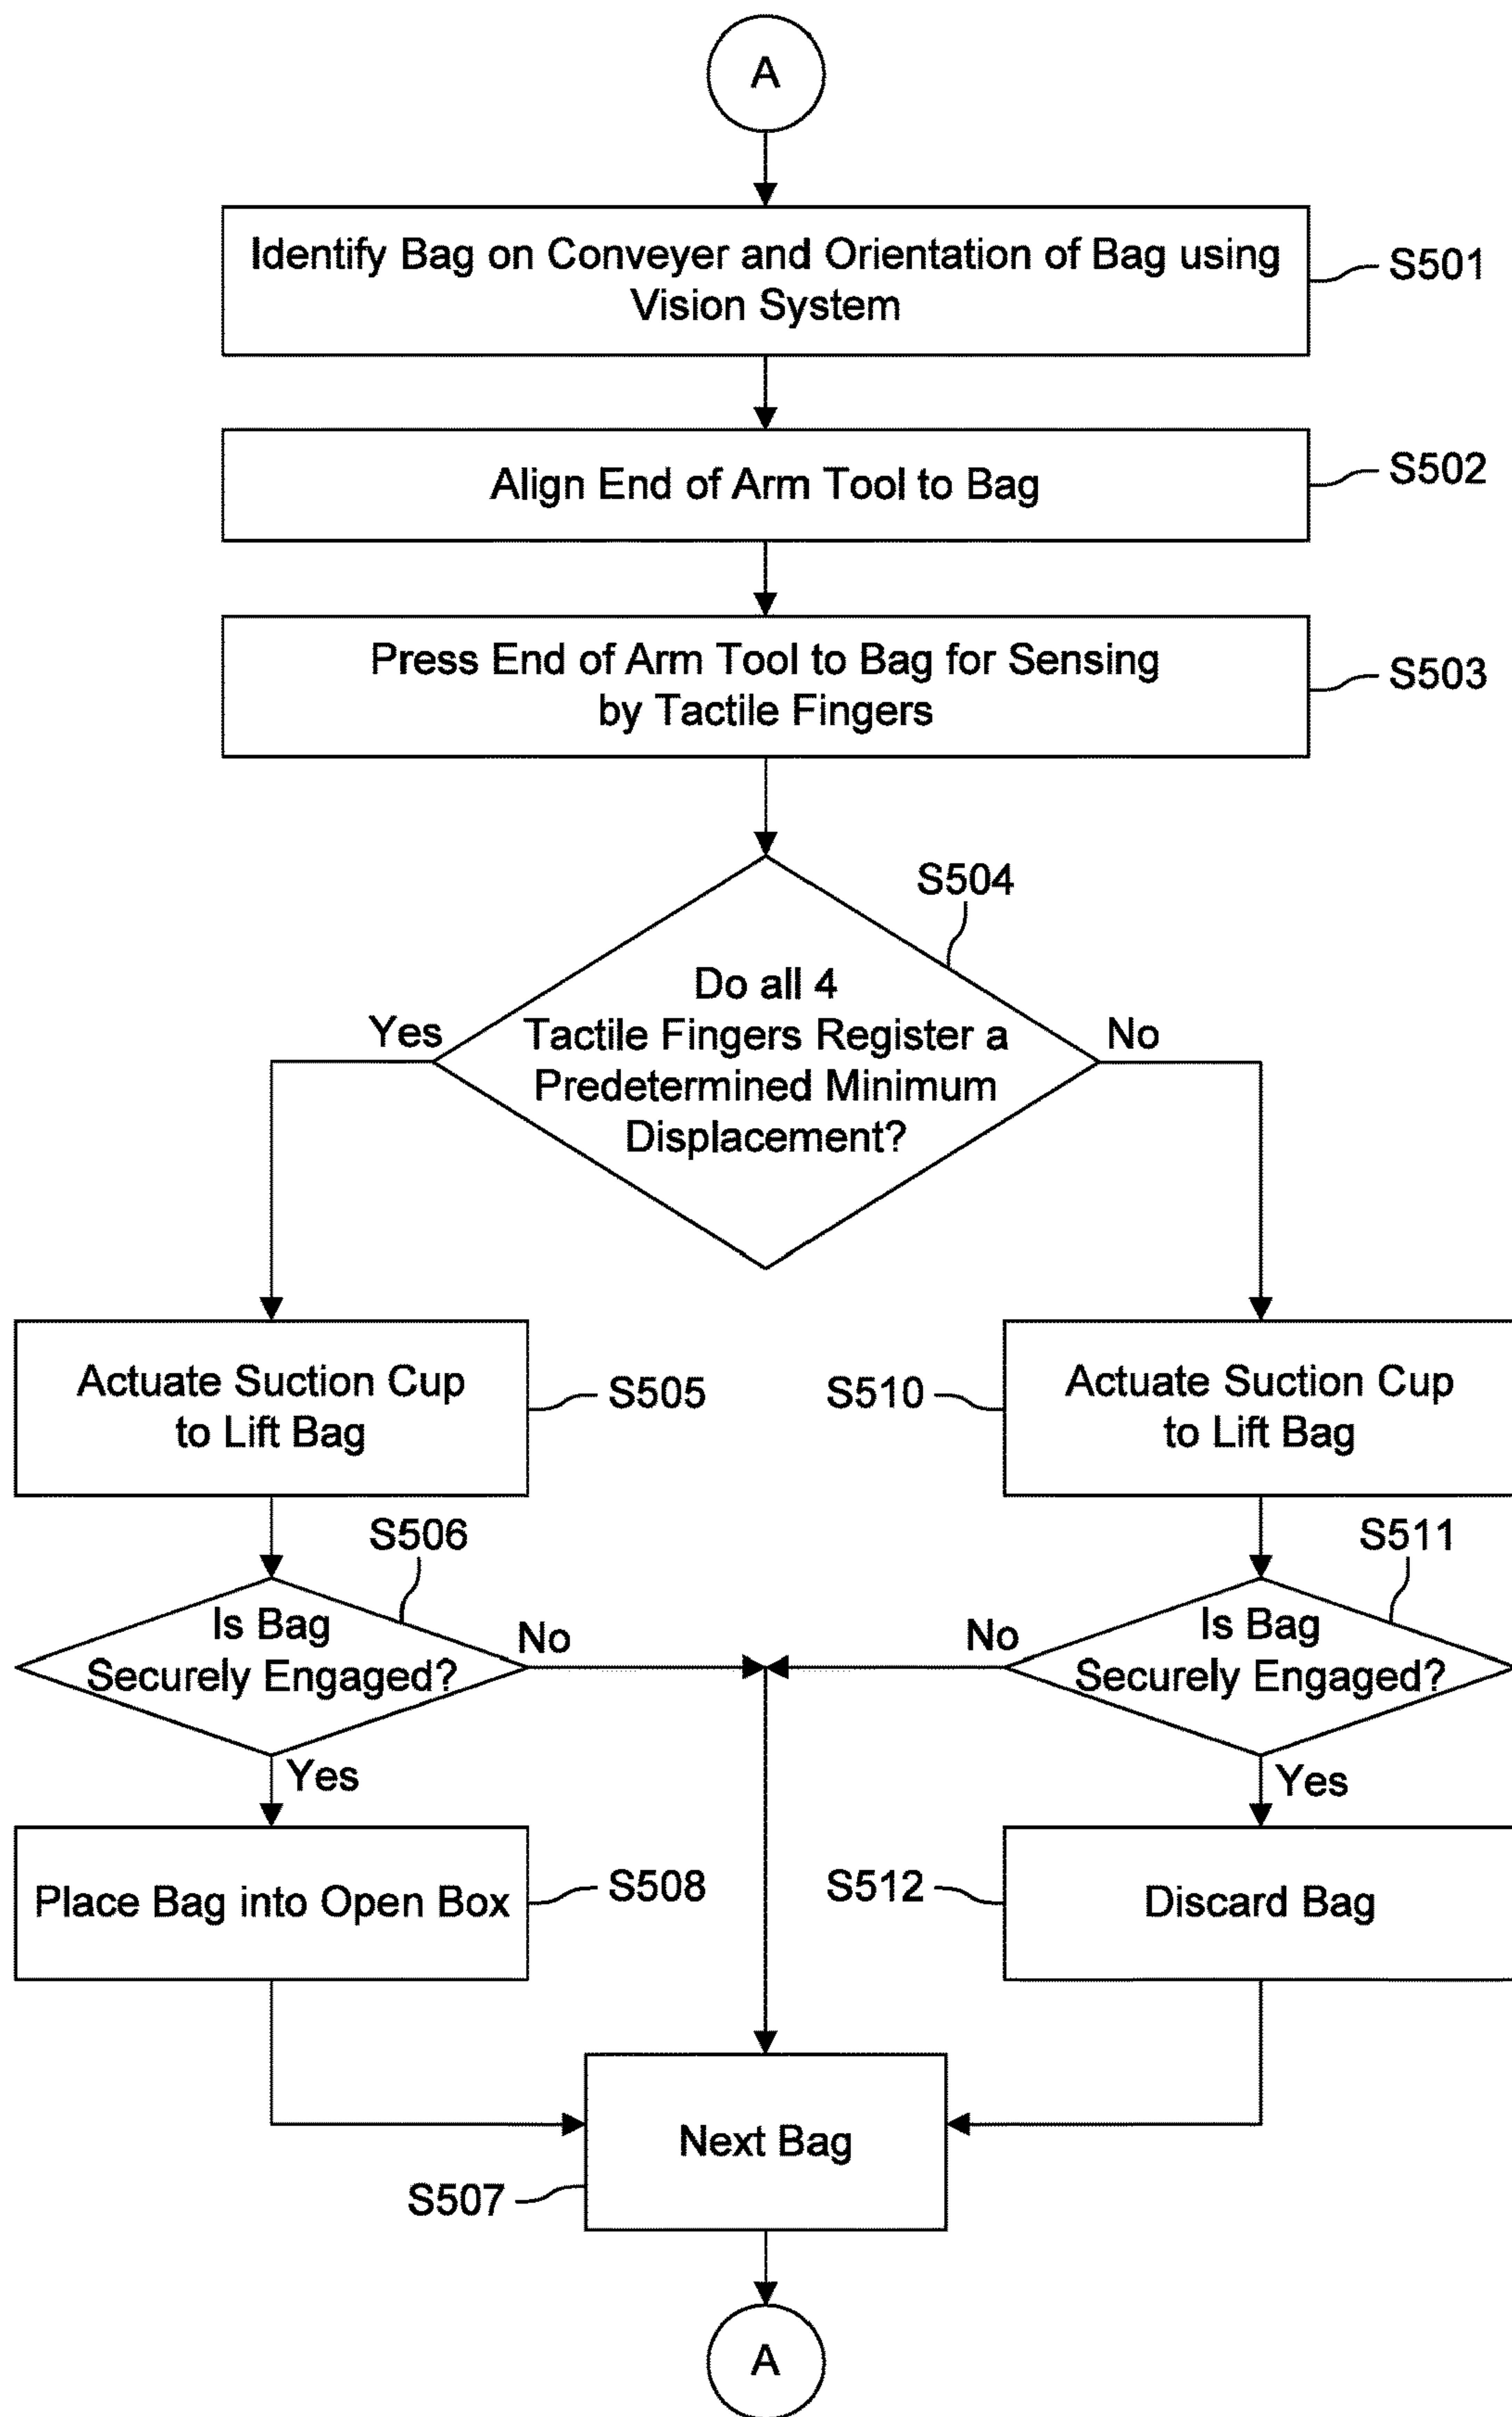 A
Identify Bag on Conveyer and Orientation of Bag using
Vision System
S501
Align End of Arm Tool to Bag
S502
Press End of Arm Tool to Bag for Sensing
by Tactile Fingers
S503
S504
Do all 4
Tactile Fingers Register a
Predetermined Minimum
Displacement?
Yes
No
Actuate Suction Cup
to Lift Bag
S505
S510
Actuate Suction Cup
to Lift Bag
S506
Is Bag
Securely Engaged?
No
Yes
S511
Is Bag
Securely Engaged?
No
Yes
Place Bag into Open Box
S508
S512
Discard Bag
Next Bag
S507
A